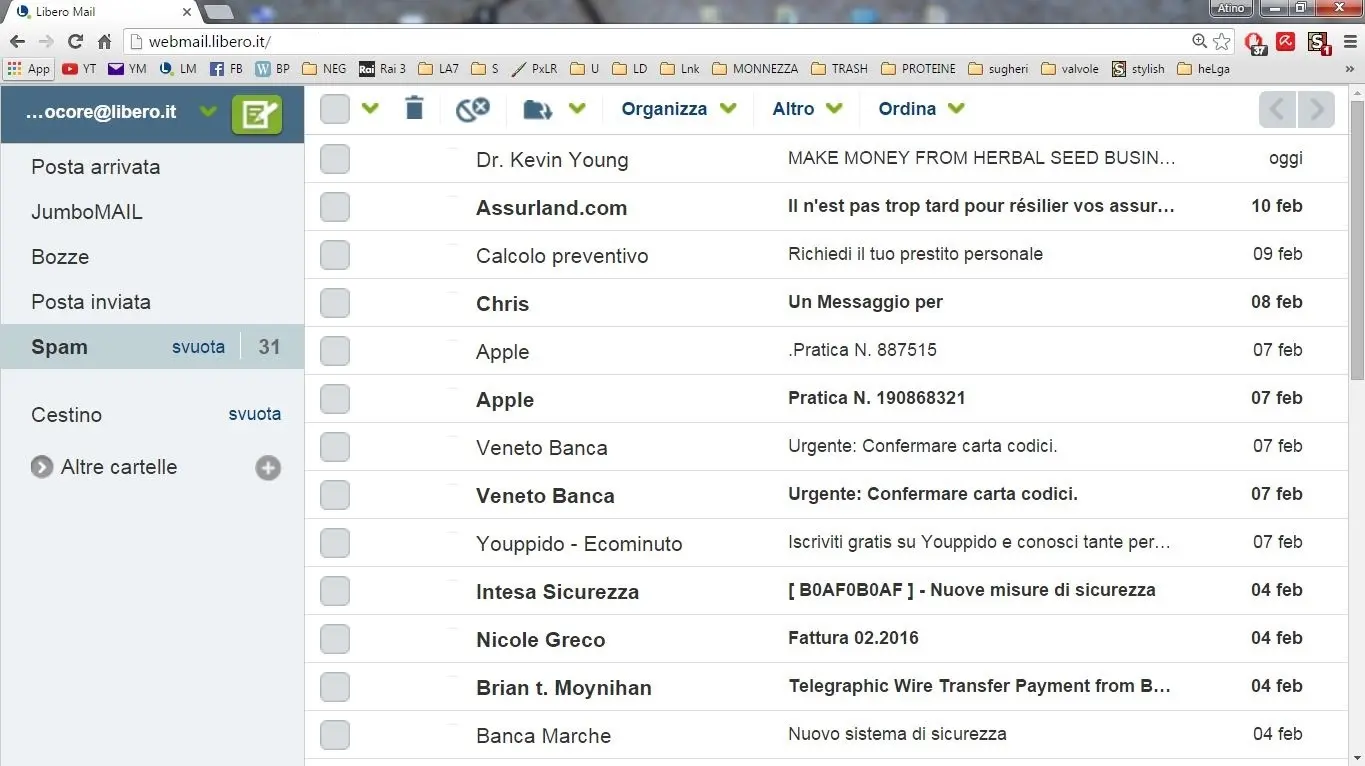 Libero Mail
Atino
webmail.libero.it/
37
1
App YT YM LM FB BP NEG Rai Rai 3 LA7 S PxLR U LD Lnk MONNEZZA TRASH PROTEINE sugheri valvole stylish heLga »
...ocore@libero.it
Organizza Altro Ordina
Posta arrivata
JumboMAIL
Bozze
Posta inviata
Spam svuota 31
Cestino svuota
Altre cartelle
Dr. Kevin Young MAKE MONEY FROM HERBAL SEED BUSIN... oggi
Assurland.com Il n'est pas trop tard pour résilier vos assur... 10 feb
Calcolo preventivo Richiedi il tuo prestito personale 09 feb
Chris Un Messaggio per 08 feb
Apple .Pratica N. 887515 07 feb
Apple Pratica N. 190868321 07 feb
Veneto Banca Urgente: Confermare carta codici. 07 feb
Veneto Banca Urgente: Confermare carta codici. 07 feb
Youppido - Ecominuto Iscriviti gratis su Youppido e conosci tante per... 07 feb
Intesa Sicurezza [ B0AF0B0AF ] - Nuove misure di sicurezza 04 feb
Nicole Greco Fattura 02.2016 04 feb
Brian t. Moynihan Telegraphic Wire Transfer Payment from B... 04 feb
Banca Marche Nuovo sistema di sicurezza 04 feb